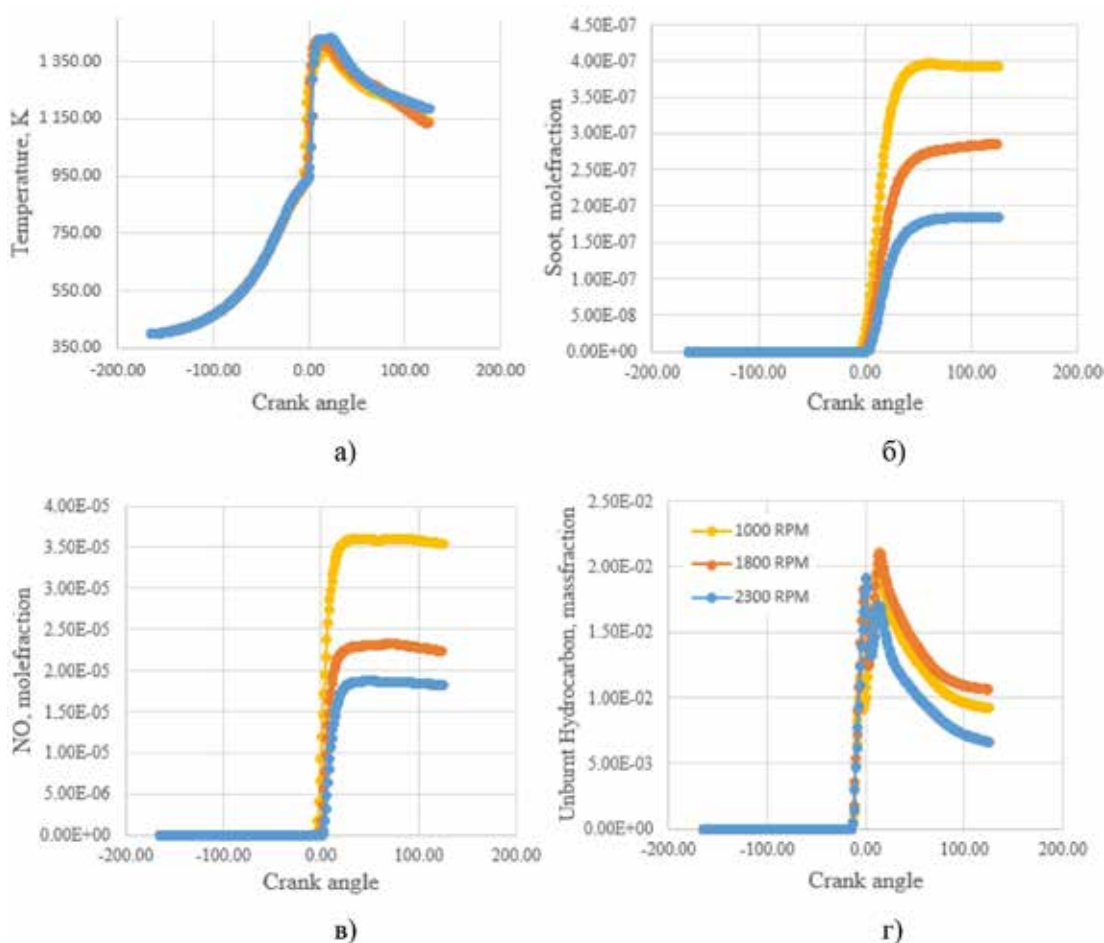 Temperature, K
1 350.00
1 150.00
950.00
750.00
550.00
350.00
-200.00 -100.00 0.00 100.00 200.00
Crank angle
а)
Soot, molefraction
4.50E-07
4.00E-07
3.50E-07
3.00E-07
2.50E-07
2.00E-07
1.50E-07
1.00E-07
5.00E-08
0.00E+00
-200.00 -100.00 0.00 100.00 200.00
Crank angle
б)
NO, molefraction
4.00E-05
3.50E-05
3.00E-05
2.50E-05
2.00E-05
1.50E-05
1.00E-05
5.00E-06
0.00E+00
-200.00 -100.00 0.00 100.00 200.00
Crank angle
в)
Unburnt Hydrocarbon, massfraction
2.50E-02
2.00E-02
1.50E-02
1.00E-02
5.00E-03
0.00E+00
1000 RPM
1800 RPM
2300 RPM
-200.00 -100.00 0.00 100.00 200.00
Crank angle
г)